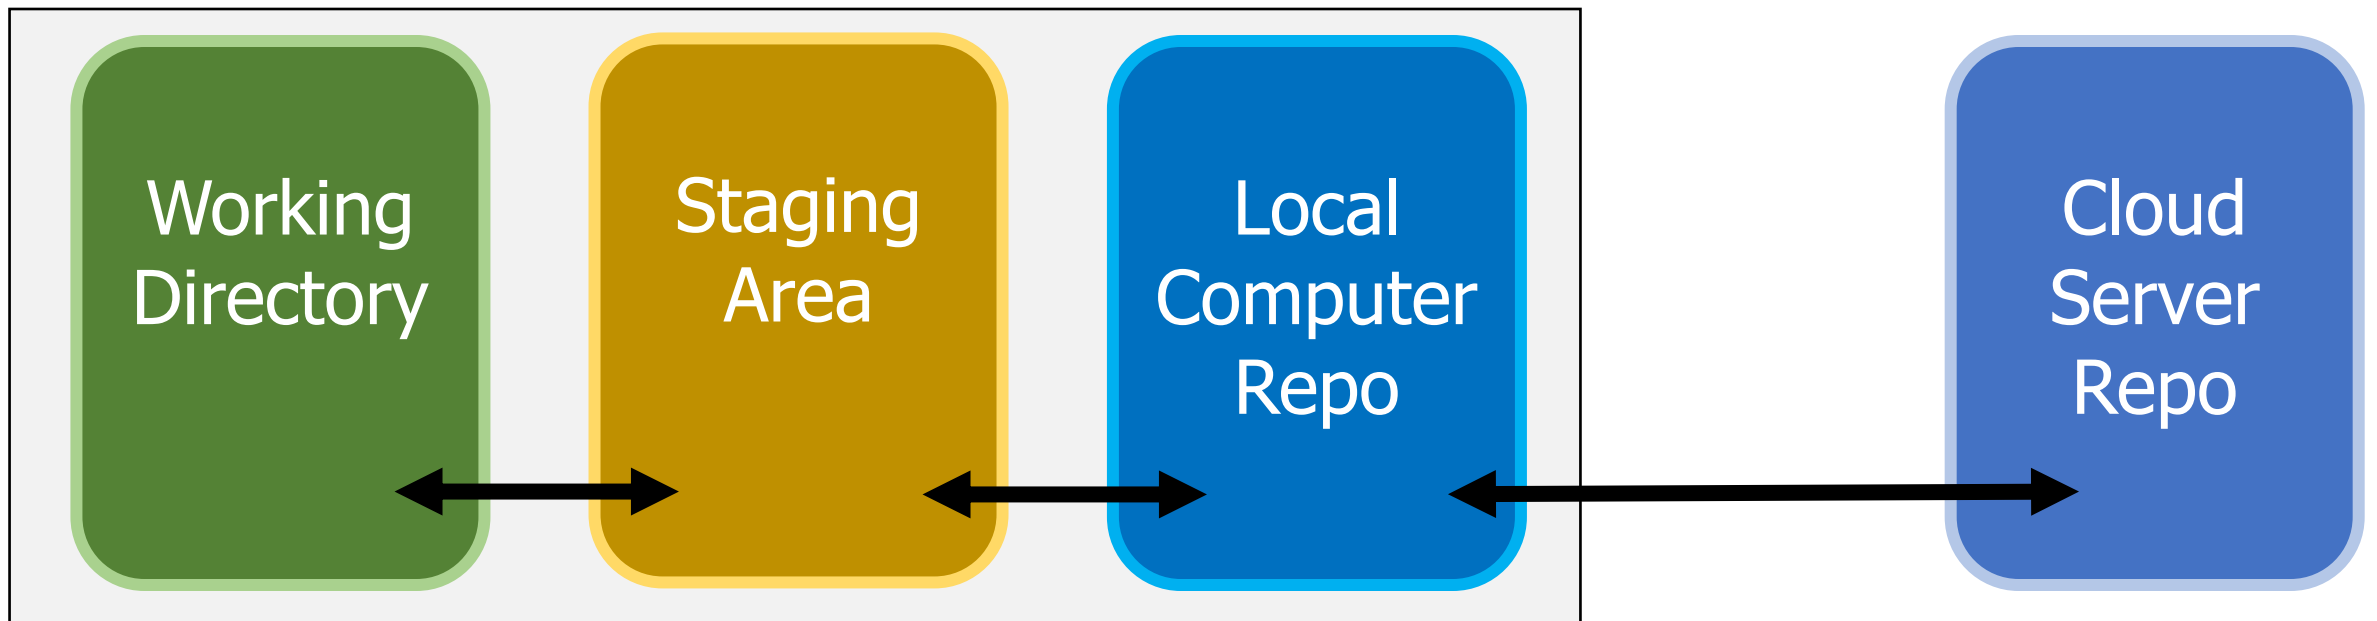 Working
Directory
Staging
Area
Local
Computer
Repo
Cloud
Server
Repo